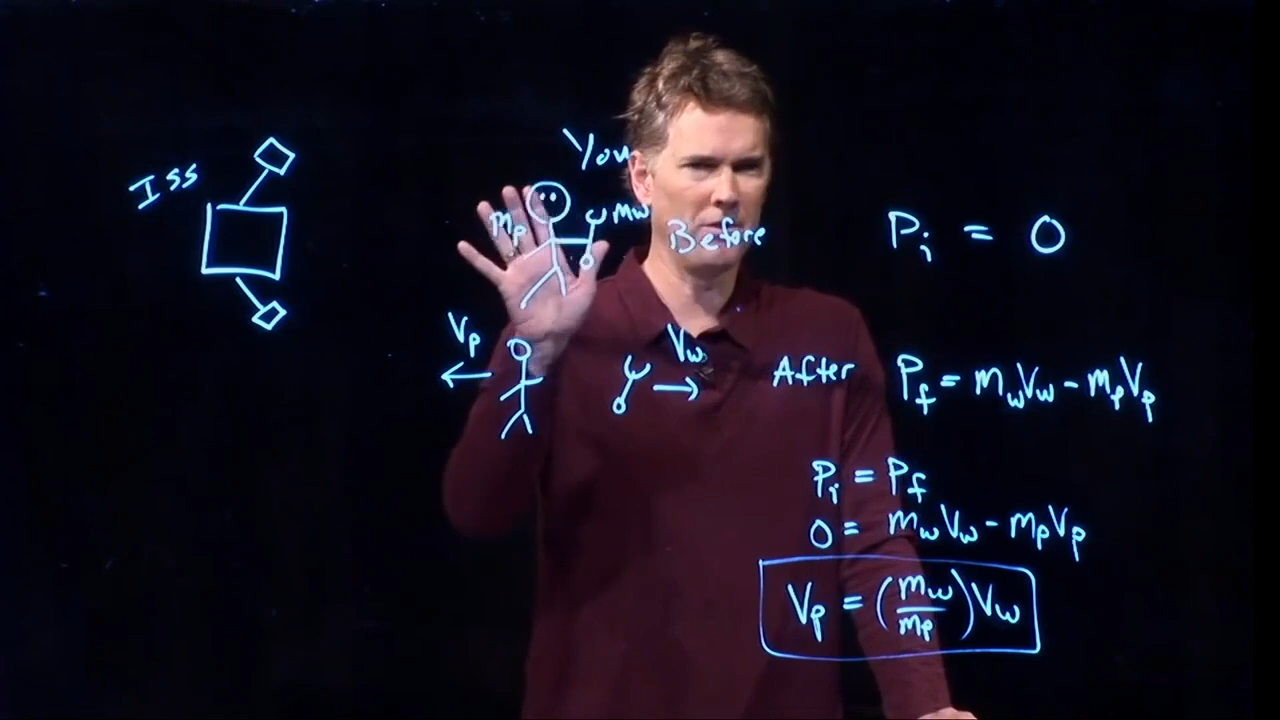 ISS
You
mp
mw
Before
Pi = 0
Vp
Vw
After
Pf = mwVw - mpVp
Pi = Pf
0 = mwVw - mpVp
Vp = (mw/mp)Vw